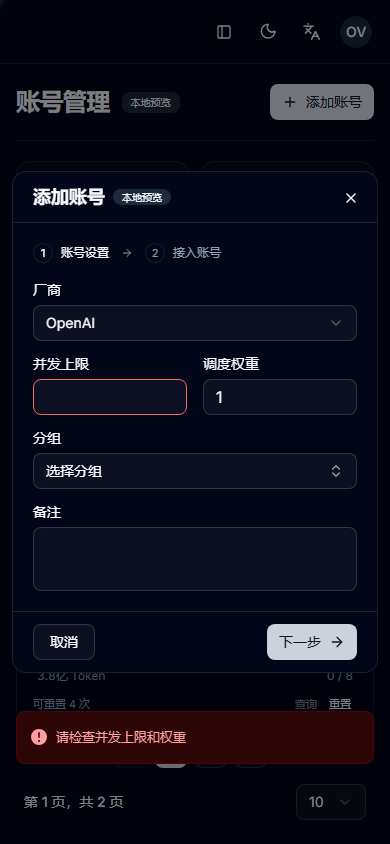 OV
账号管理 本地预览
添加账号
添加账号 本地预览
1 账号设置 → 2 接入账号
厂商
OpenAI
并发上限 调度权重
1
分组
选择分组
备注
取消 下一步 →
3.8亿 Token 0 / 8
可重置 4 次 查询 重置
请检查并发上限和权重
第 1 页，共 2 页 10